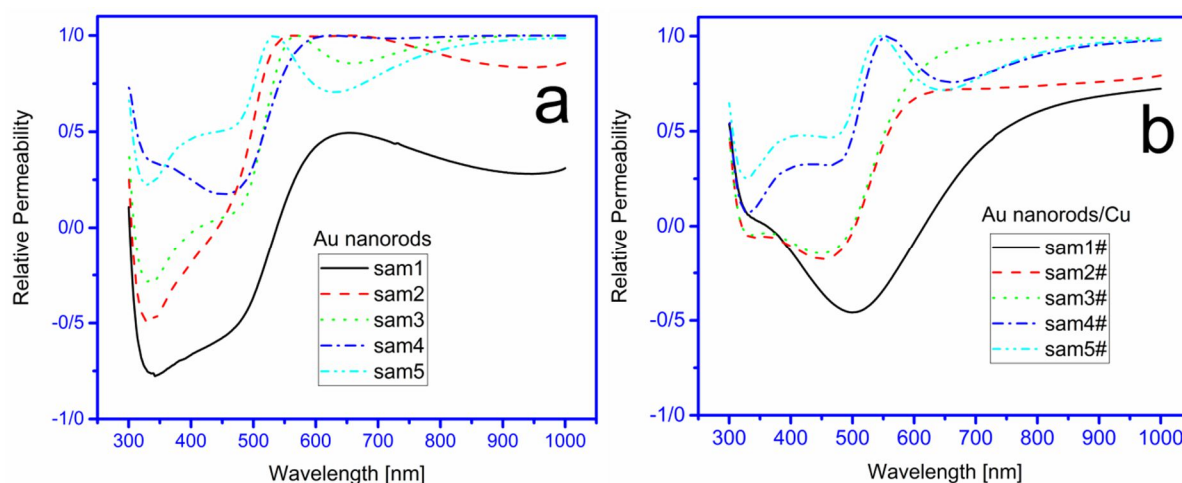 a
1/0
0/5
0/0
-0/5
-1/0
Relative Permeability
Au nanorods
sam1
sam2
sam3
sam4
sam5
300 400 500 600 700 800 900 1000
Wavelength [nm]
b
1/0
0/5
0/0
-0/5
-1/0
Relative Permeability
Au nanorods/Cu
sam1#
sam2#
sam3#
sam4#
sam5#
300 400 500 600 700 800 900 1000
Wavelength [nm]